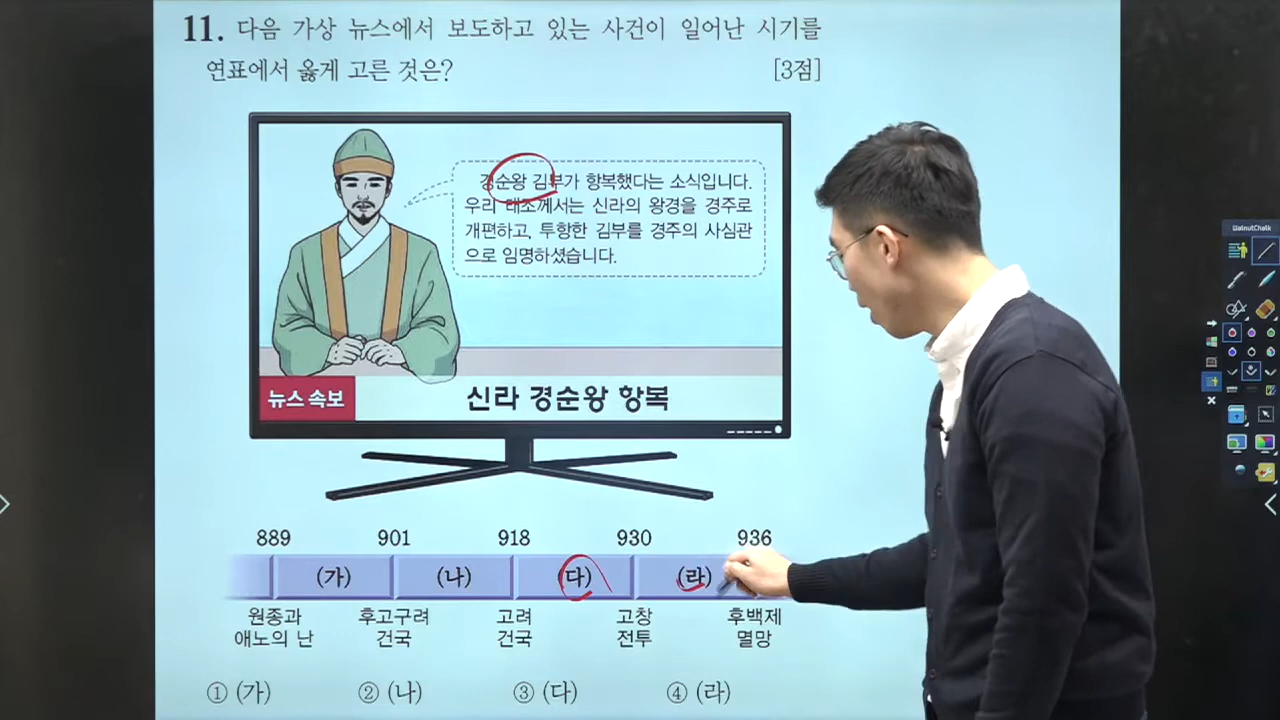 11. 다음 가상 뉴스에서 보도하고 있는 사건이 일어난 시기를
연표에서 옳게 고른 것은? [3점]
경순왕 김부가 항복했다는 소식입니다.
우리 태조께서는 신라의 왕경을 경주로
개편하고, 투항한 김부를 경주의 사심관
으로 임명하셨습니다.
뉴스 속보 신라 경순왕 항복
889 901 918 930 936
(가) (나) (다) (라)
원종과 후고구려 고려 고창 후백제
애노의 난 건국 건국 전투 멸망
① (가) ② (나) ③ (다) ④ (라)
WalnutChalk